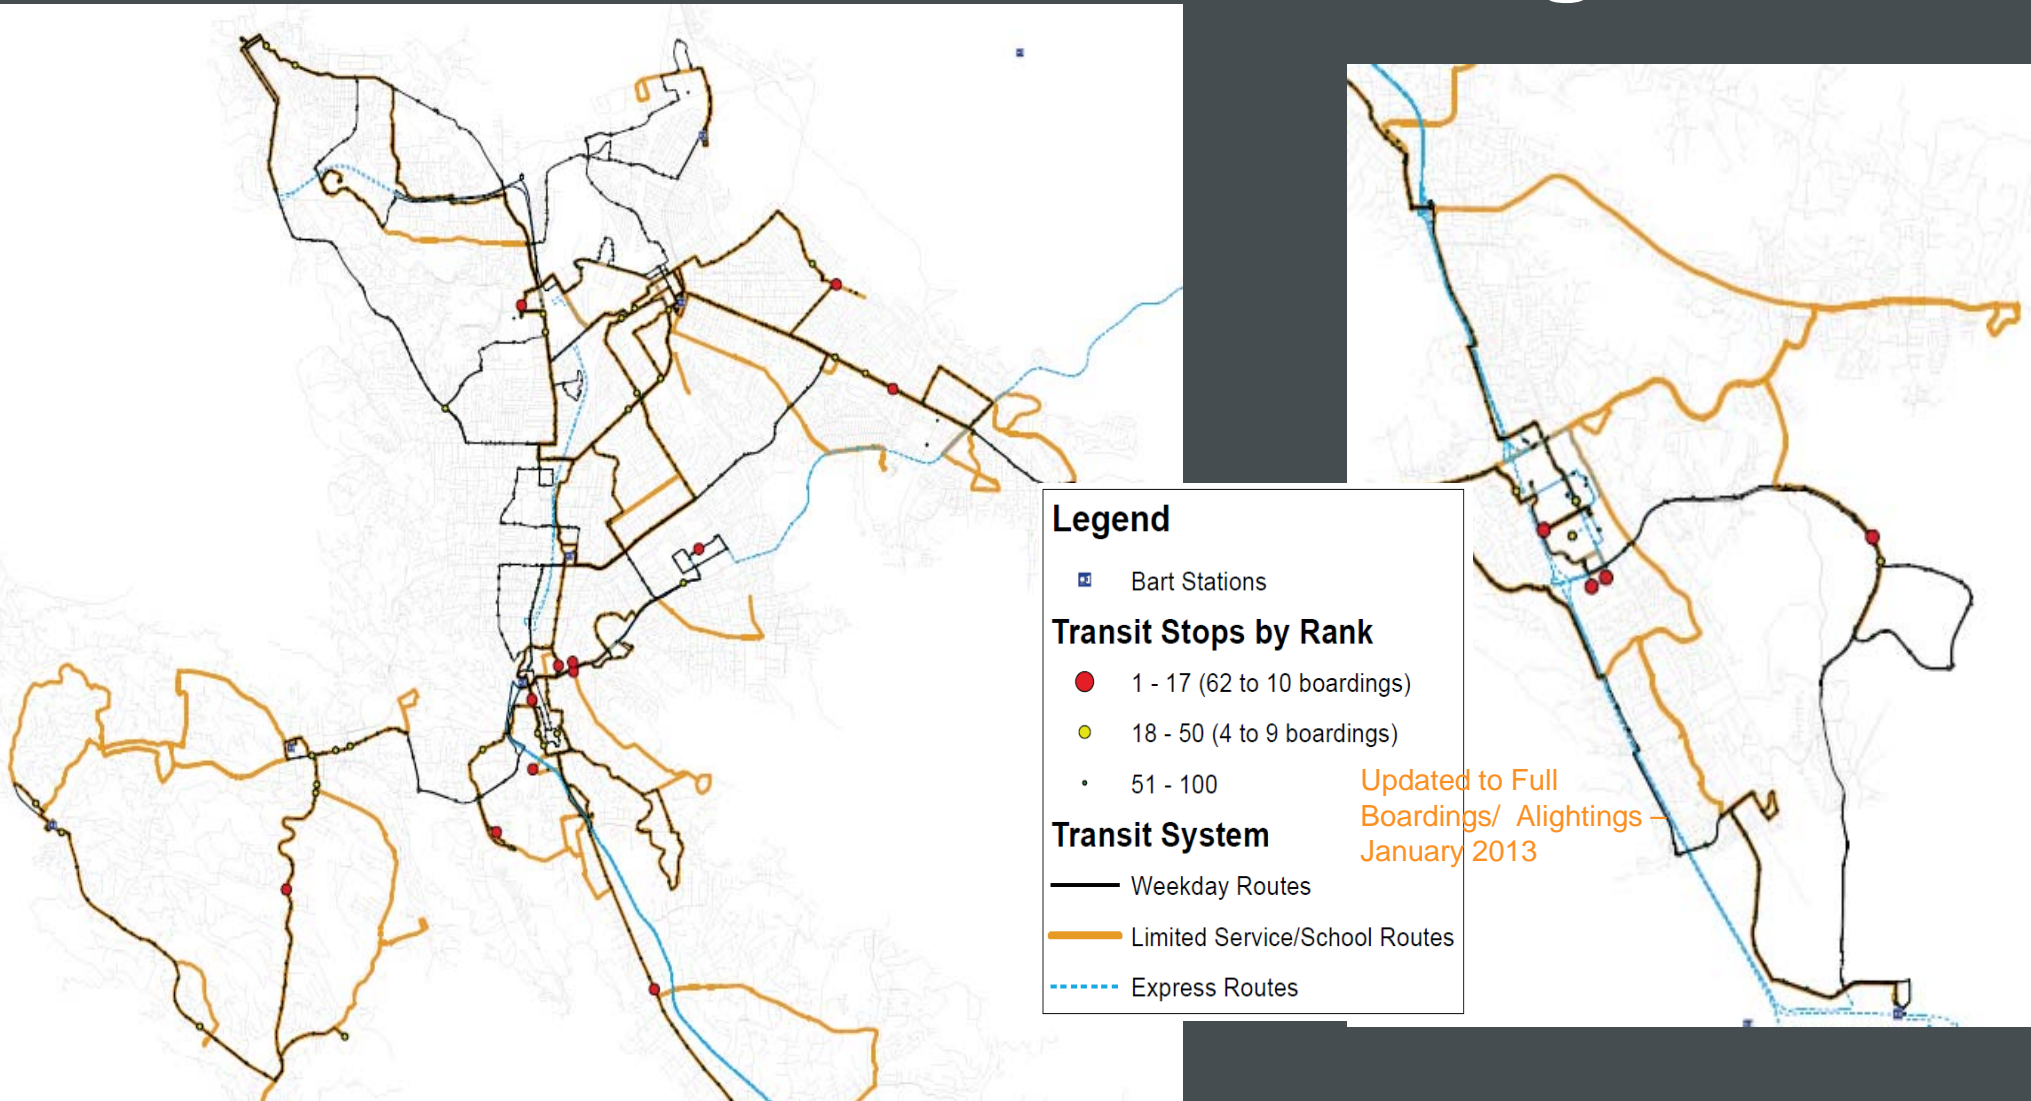 Legend
Bart Stations
Transit Stops by Rank
1 - 17 (62 to 10 boardings)
18 - 50 (4 to 9 boardings)
51 - 100
Transit System
Weekday Routes
Limited Service/School Routes
Express Routes
Updated to Full
Boardings/ Alightings –
January 2013